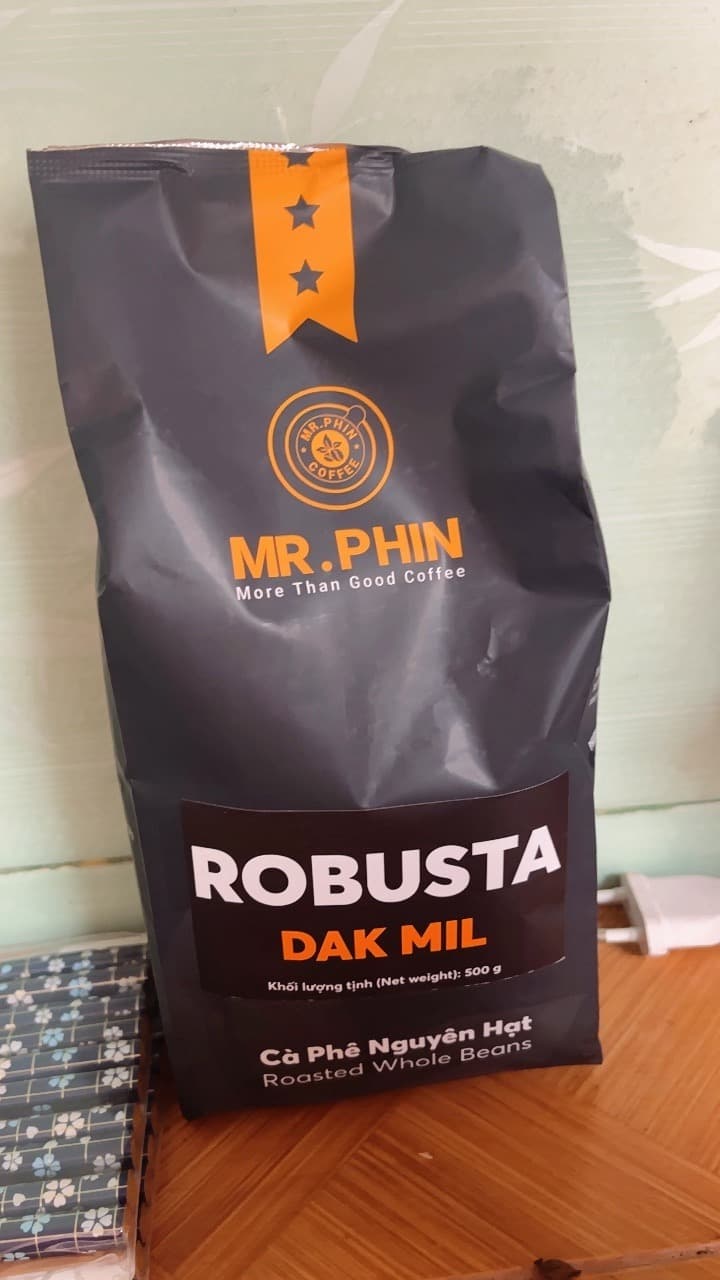 MR.PHIN
COFFEE
MR.PHIN
More Than Good Coffee
ROBUSTA
DAK MIL
Khối lượng tịnh (Net weight): 500 g
Cà Phê Nguyên Hạt
Roasted Whole Beans